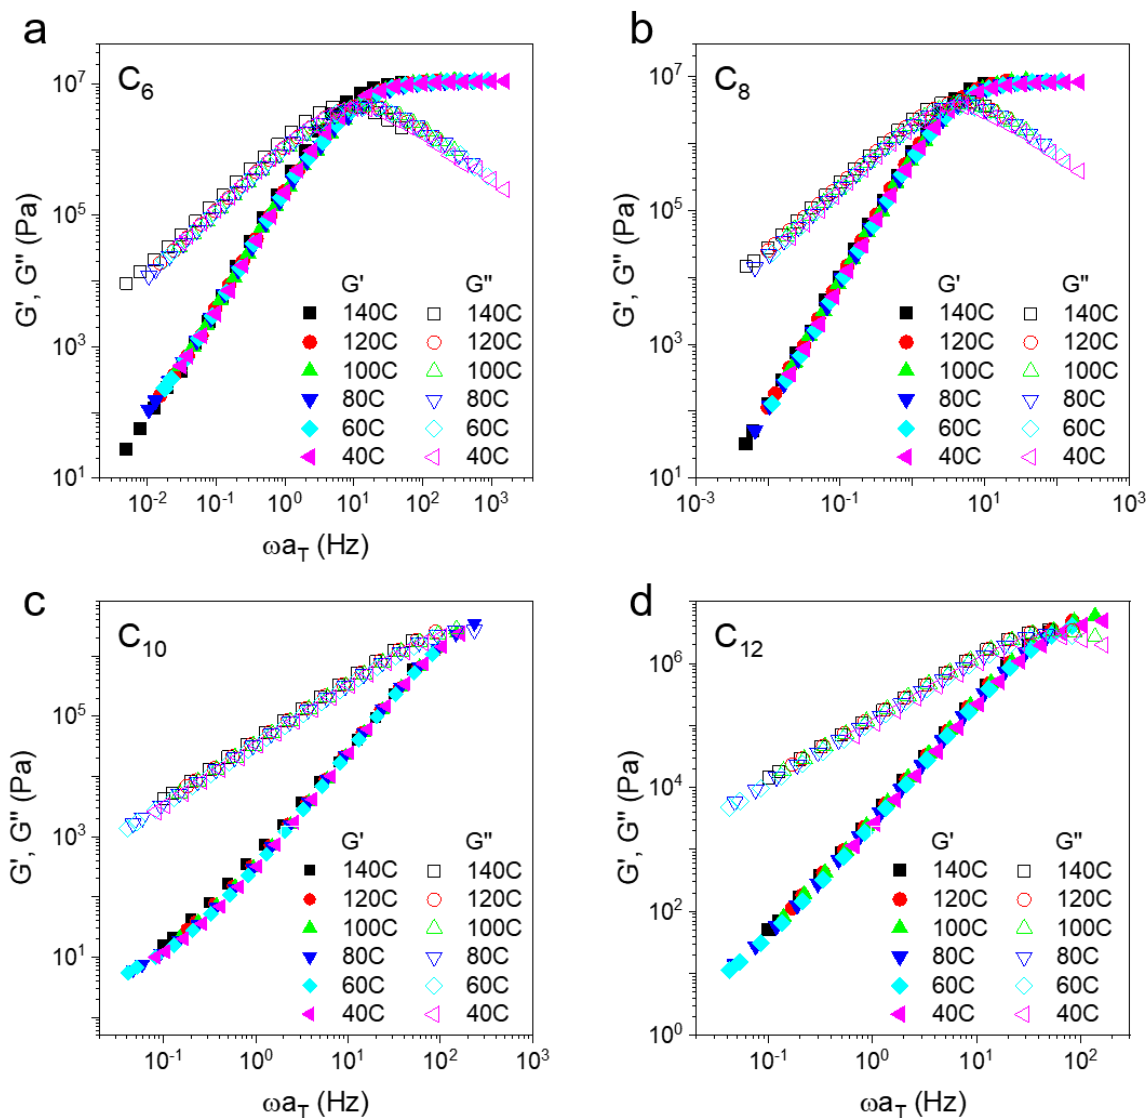 a
C6
G', G" (Pa)
10^7
10^5
10^3
10^1
G' G"
140C 140C
120C 120C
100C 100C
80C 80C
60C 60C
40C 40C
10^-2 10^-1 10^0 10^1 10^2 10^3
ωa_T (Hz)
b
C8
G', G" (Pa)
10^7
10^5
10^3
10^1
G' G"
140C 140C
120C 120C
100C 100C
80C 80C
60C 60C
40C 40C
10^-3 10^-1 10^1 10^3
c
C10
G', G" (Pa)
10^5
10^3
10^1
G' G"
140C 140C
120C 120C
100C 100C
80C 80C
60C 60C
40C 40C
10^-1 10^0 10^1 10^2 10^3
ωa_T (Hz)
d
C12
G', G" (Pa)
10^6
10^4
10^2
10^0
G' G"
140C 140C
120C 120C
100C 100C
80C 80C
60C 60C
40C 40C
10^-1 10^0 10^1 10^2
ωa_T (Hz)